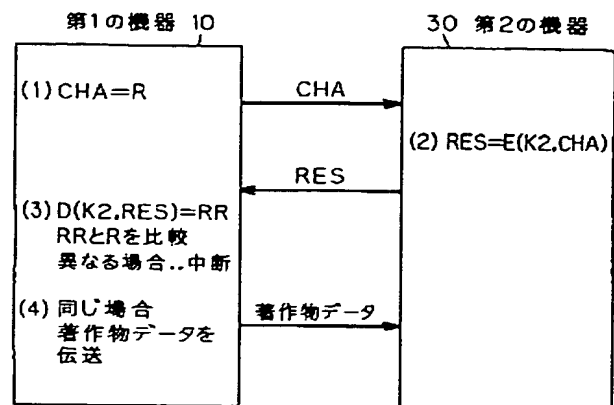 第1の機器 10
30 第2の機器
(1) CHA=R
CHA
(2) RES=E(K2,CHA)
RES
(3) D(K2,RES)=RR
RRとRを比較
異なる場合‥中断
(4) 同じ場合
著作物データを
伝送
著作物データ